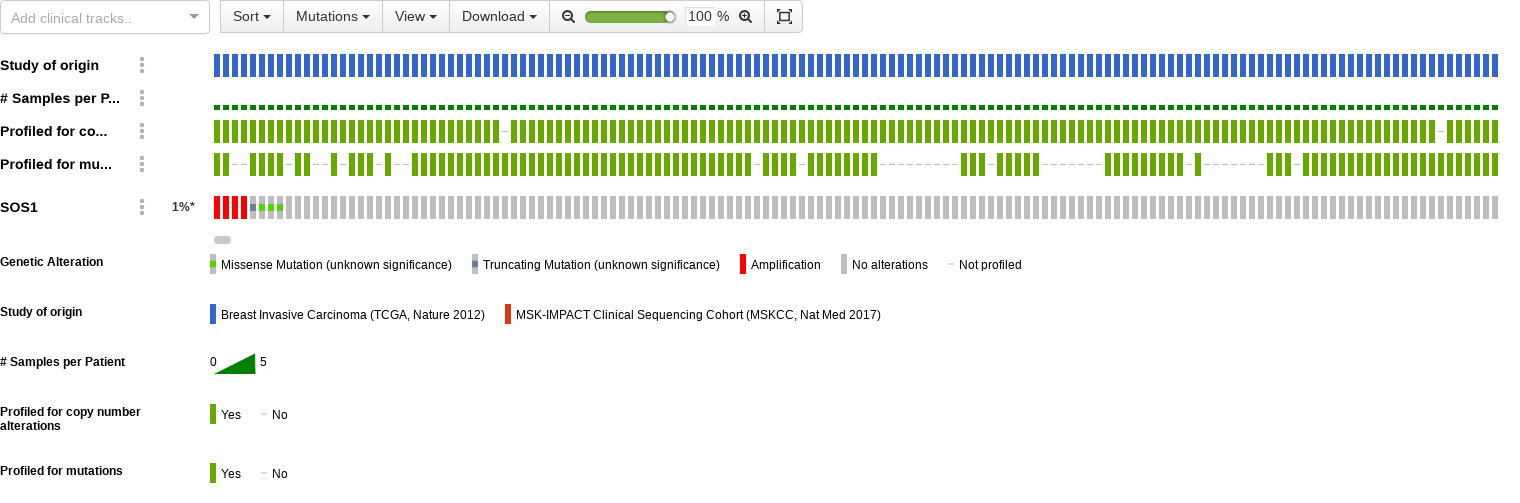 Add clinical tracks.. Sort Mutations View Download 100 %
Study of origin
# Samples per P...
Profiled for co...
Profiled for mu...
SOS1 1%*
Genetic Alteration Missense Mutation (unknown significance) Truncating Mutation (unknown significance) Amplification No alterations Not profiled
Study of origin Breast Invasive Carcinoma (TCGA, Nature 2012) MSK-IMPACT Clinical Sequencing Cohort (MSKCC, Nat Med 2017)
# Samples per Patient 0 5
Profiled for copy number Yes No
alterations
Profiled for mutations Yes No